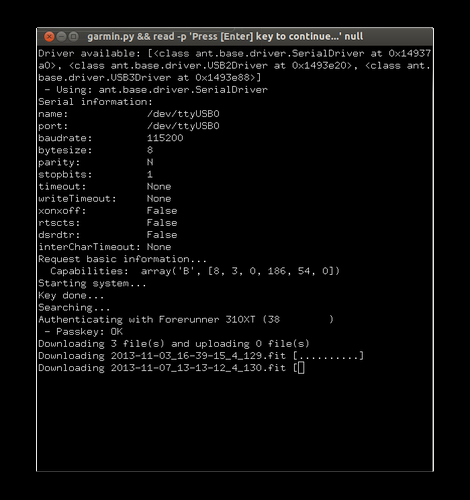 garmin.py && read -p 'Press [Enter] key to continue...' null
Driver available: [<class ant.base.driver.SerialDriver at 0x14937
a0>, <class ant.base.driver.USB2Driver at 0x1493e20>, <class ant.
base.driver.USB3Driver at 0x1493e88>]
 - Using: ant.base.driver.SerialDriver
Serial information:
name:             /dev/ttyUSB0
port:             /dev/ttyUSB0
baudrate:         115200
bytesize:         8
parity:           N
stopbits:         1
timeout:          None
writeTimeout:     None
xonxoff:          False
rtscts:           False
dsrdtr:           False
interCharTimeout: None
Request basic information...
  Capabilities:  array('B', [8, 3, 0, 186, 54, 0])
Starting system...
Key done...
Searching...
Authenticating with Forerunner 310XT (38        )
 - Passkey: OK
Downloading 3 file(s) and uploading 0 file(s)
Downloading 2013-11-03_16-39-15_4_129.fit [..........]
Downloading 2013-11-07_13-13-12_4_130.fit [